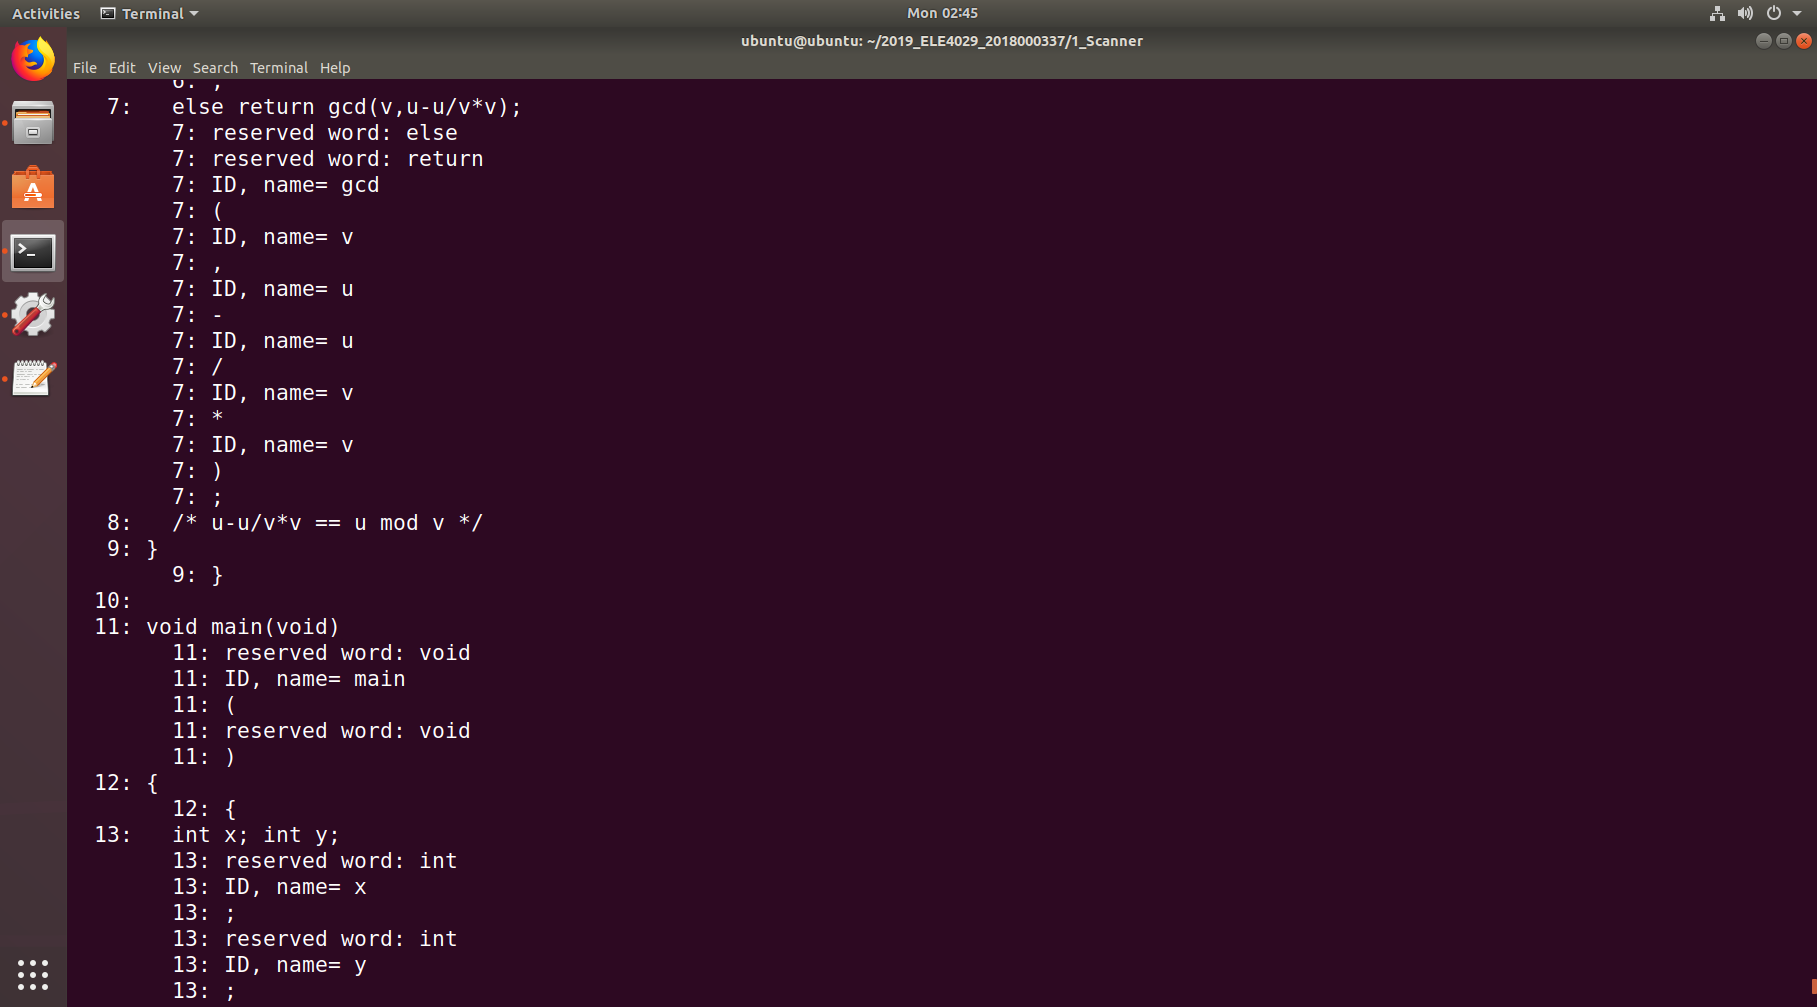 Activities Terminal Mon 02:45
ubuntu@ubuntu: ~/2019_ELE4029_2018000337/1_Scanner
File Edit View Search Terminal Help
6: ;
7: else return gcd(v,u-u/v*v);
7: reserved word: else
7: reserved word: return
7: ID, name= gcd
7: (
7: ID, name= v
7: ,
7: ID, name= u
7: -
7: ID, name= u
7: /
7: ID, name= v
7: *
7: ID, name= v
7: )
7: ;
8: /* u-u/v*v == u mod v */
9: }
9: }
10:
11: void main(void)
11: reserved word: void
11: ID, name= main
11: (
11: reserved word: void
11: )
12: {
12: {
13: int x; int y;
13: reserved word: int
13: ID, name= x
13: ;
13: reserved word: int
13: ID, name= y
13: ;